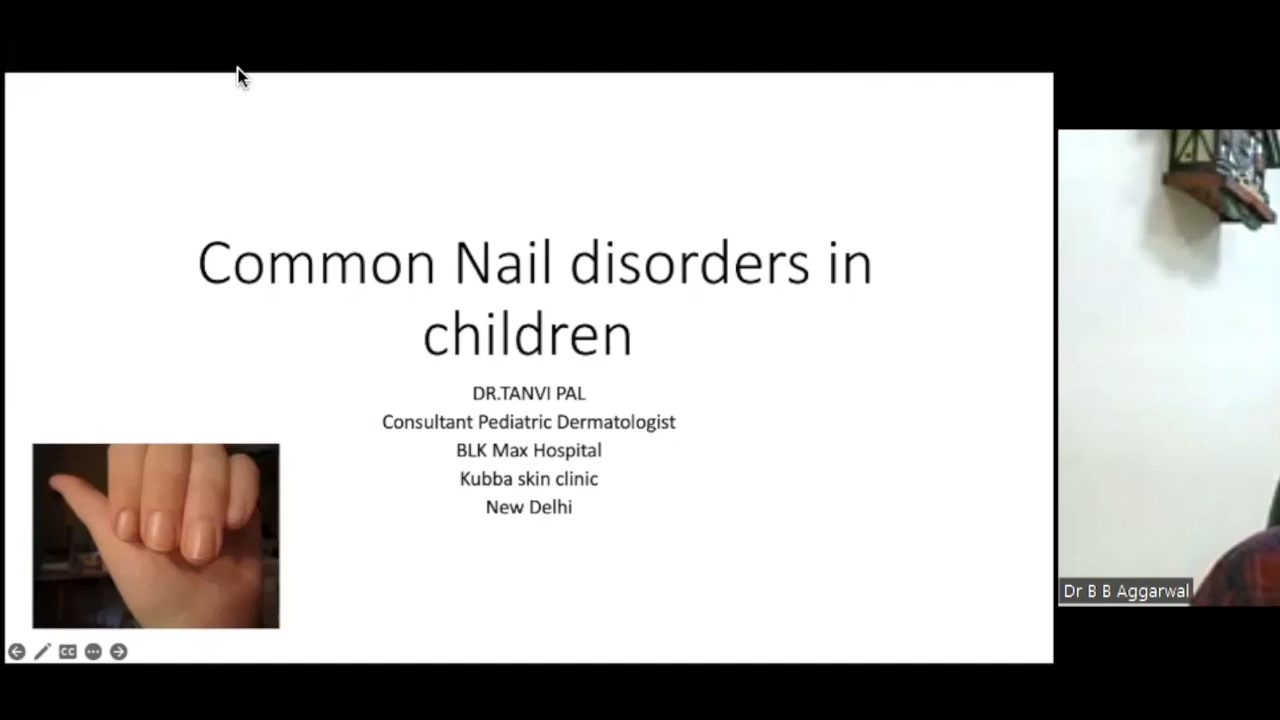 Common Nail disorders in
children
DR.TANVI PAL
Consultant Pediatric Dermatologist
BLK Max Hospital
Kubba skin clinic
New Delhi
CC
Dr B B Aggarwal